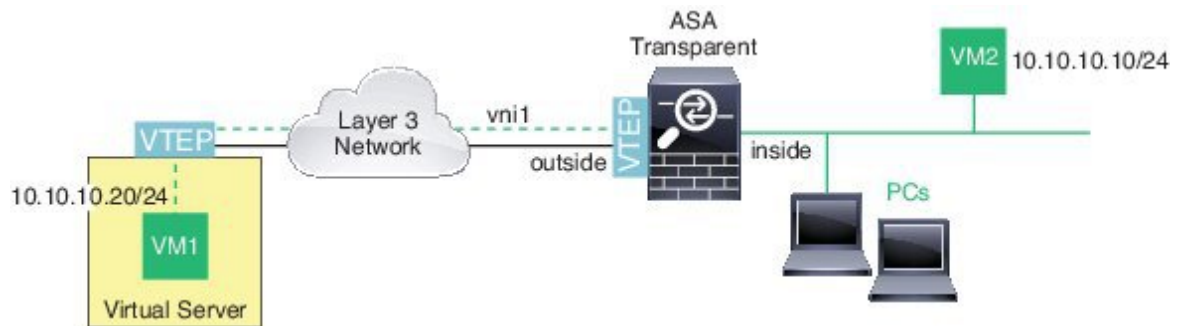 ASA
Transparent
VM2
10.10.10.10/24
Layer 3
Network
vni1
VTEP
VTEP
outside
inside
10.10.10.20/24
PCs
VM1
Virtual Server